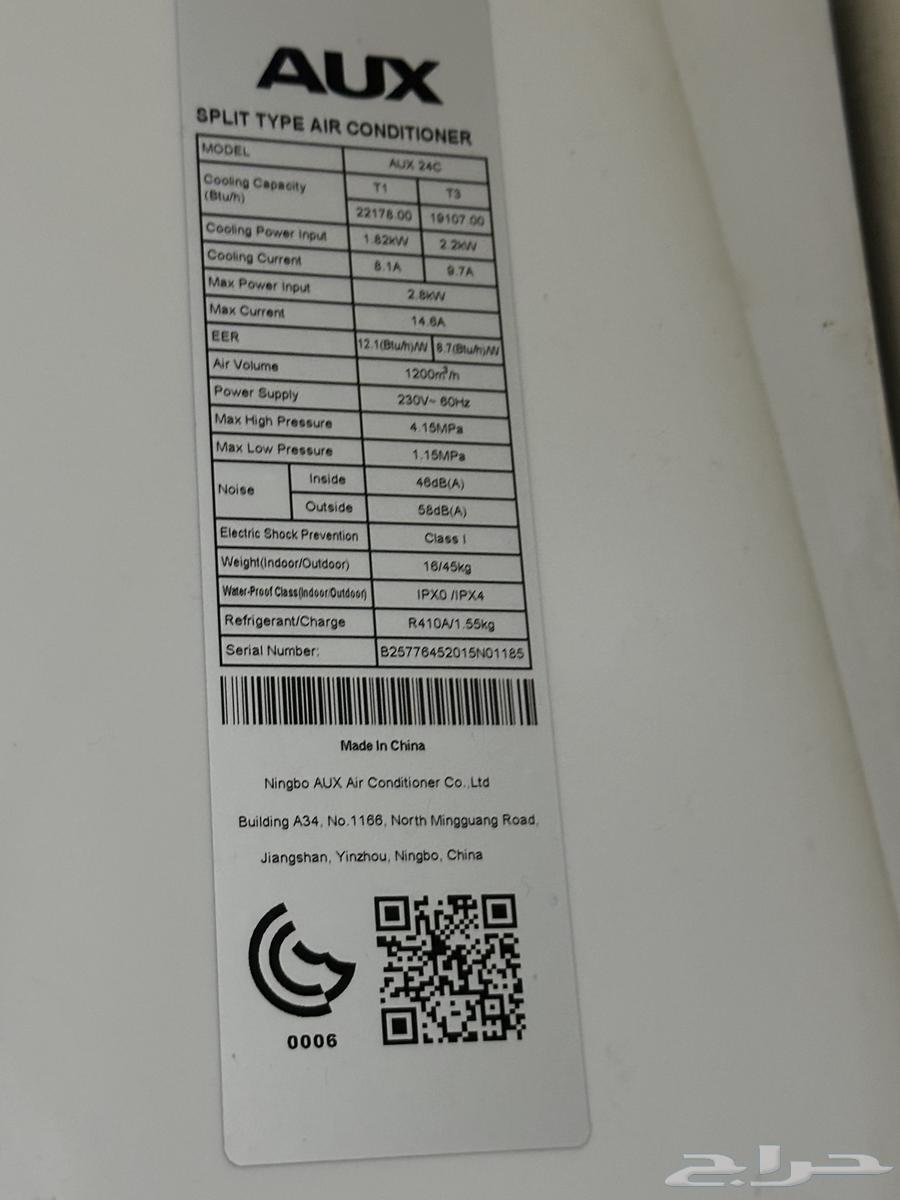 AUX
SPLIT TYPE AIR CONDITIONER
MODEL AUX 24C
Cooling Capacity (Btu/h) T1 T3
22178.00 19107.00
Cooling Power Input 1.82kW 2.2kW
Cooling Current 8.1A 9.7A
Max Power Input 2.8kW
Max Current 14.6A
EER 12.1(Btu/h)/W 8.7(Btu/h)/W
Air Volume 1200m³/h
Power Supply 230V~ 60Hz
Max High Pressure 4.15MPa
Max Low Pressure 1.15MPa
Noise Inside 46dB(A)
Outside 58dB(A)
Electric Shock Prevention Class I
Weight(Indoor/Outdoor) 16/45kg
Water-Proof Class(Indoor/Outdoor) IPX0 /IPX4
Refrigerant/Charge R410A/1.55kg
Serial Number: B25776452015N01185
Made In China
Ningbo AUX Air Conditioner Co.,Ltd
Building A34, No.1166, North Mingguang Road,
Jiangshan, Yinzhou, Ningbo, China
0006
حراج